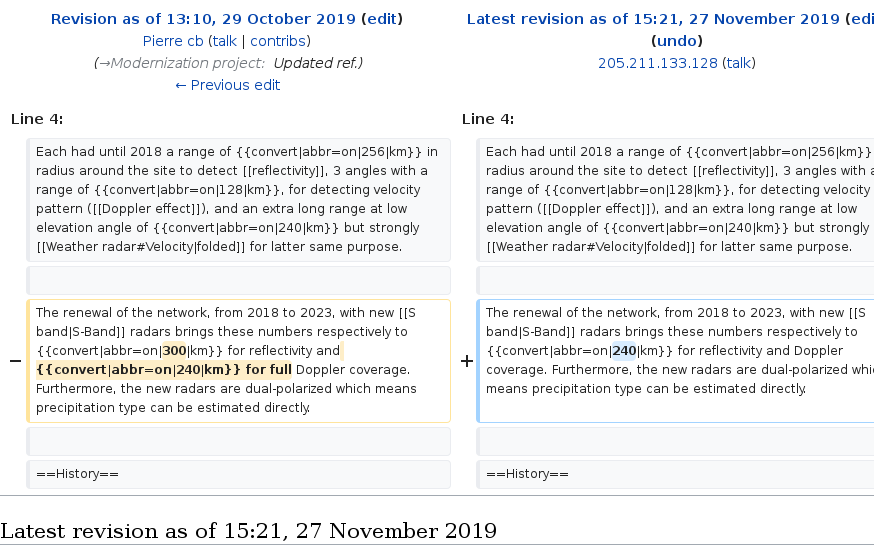 Revision as of 13:10, 29 October 2019 (edit)
Pierre cb (talk | contribs)
(→Modernization project: Updated ref.)
← Previous edit
Latest revision as of 15:21, 27 November 2019 (edi
(undo)
205.211.133.128 (talk)
Line 4:
Line 4:
Each had until 2018 a range of {{convert|abbr=on|256|km}} in
radius around the site to detect [[reflectivity]], 3 angles with a
range of {{convert|abbr=on|128|km}}, for detecting velocity
pattern ([[Doppler effect]]), and an extra long range at low
elevation angle of {{convert|abbr=on|240|km}} but strongly
[[Weather radar#Velocity|folded]] for latter same purpose.
Each had until 2018 a range of {{convert|abbr=on|256|km}}
radius around the site to detect [[reflectivity]], 3 angles with a
range of {{convert|abbr=on|128|km}}, for detecting velocity
pattern ([[Doppler effect]]), and an extra long range at low
elevation angle of {{convert|abbr=on|240|km}} but strongly
[[Weather radar#Velocity|folded]] for latter same purpose.
−
The renewal of the network, from 2018 to 2023, with new [[S
band|S-Band]] radars brings these numbers respectively to
{{convert|abbr=on|300|km}} for reflectivity and
{{convert|abbr=on|240|km}} for full Doppler coverage.
Furthermore, the new radars are dual-polarized which means
precipitation type can be estimated directly.
+
The renewal of the network, from 2018 to 2023, with new [[S
band|S-Band]] radars brings these numbers respectively to
{{convert|abbr=on|240|km}} for reflectivity and Doppler
coverage. Furthermore, the new radars are dual-polarized whi
means precipitation type can be estimated directly.
==History==
==History==
Latest revision as of 15:21, 27 November 2019